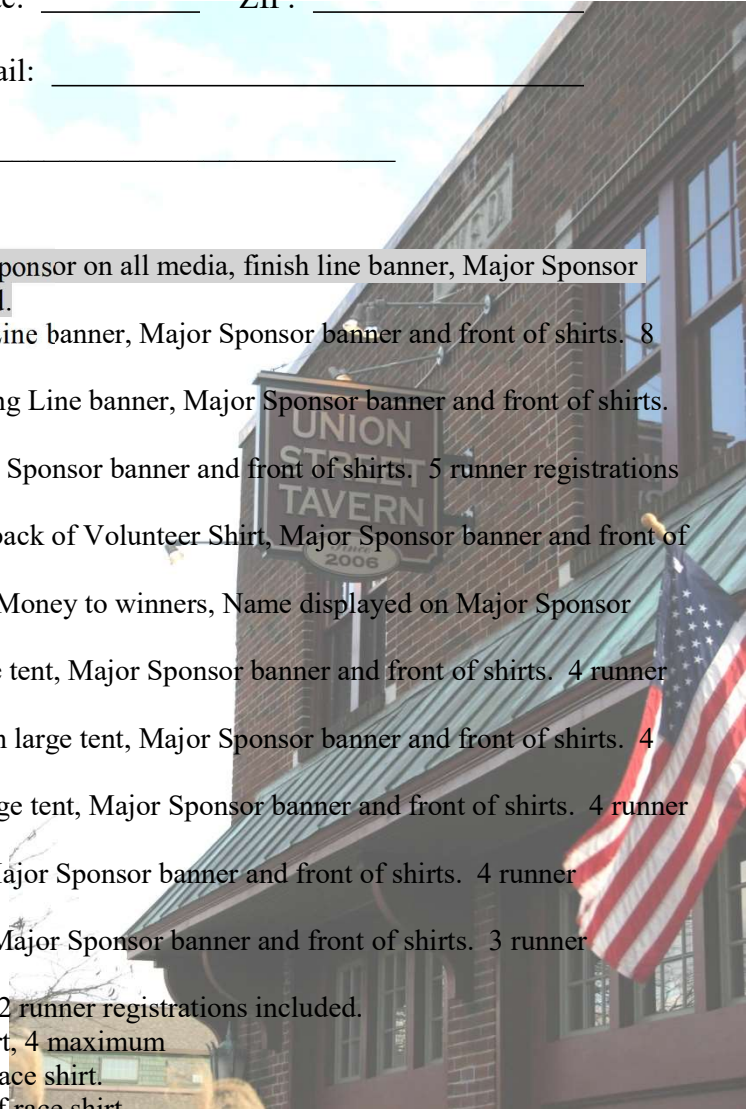 ZIP:
ail:
ponsor on all media, finish line banner, Major Sponsor
d.
ine banner, Major Sponsor banner and front of shirts. 8
ng Line banner, Major Sponsor banner and front of shirts.
Sponsor banner and front of shirts. 5 runner registrations
back of Volunteer Shirt, Major Sponsor banner and front of
Money to winners, Name displayed on Major Sponsor
e tent, Major Sponsor banner and front of shirts. 4 runner
n large tent, Major Sponsor banner and front of shirts. 4
ge tent, Major Sponsor banner and front of shirts. 4 runner
ajor Sponsor banner and front of shirts. 4 runner
Major Sponsor banner and front of shirts. 3 runner
2 runner registrations included.
rt, 4 maximum
ace shirt.
f race shirt
UNION
STREET
TAVERN
Since
2006